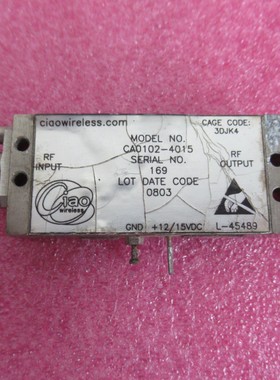 ciaowireless.com
CAGE CODE:
3DJK4
MODEL NO.
CA0102-4015
SERIAL NO.
169
LOT DATE CODE
0803
RF
INPUT
RF
OUTPUT
Ciao
wireless
GND +12/15VDC L-45489